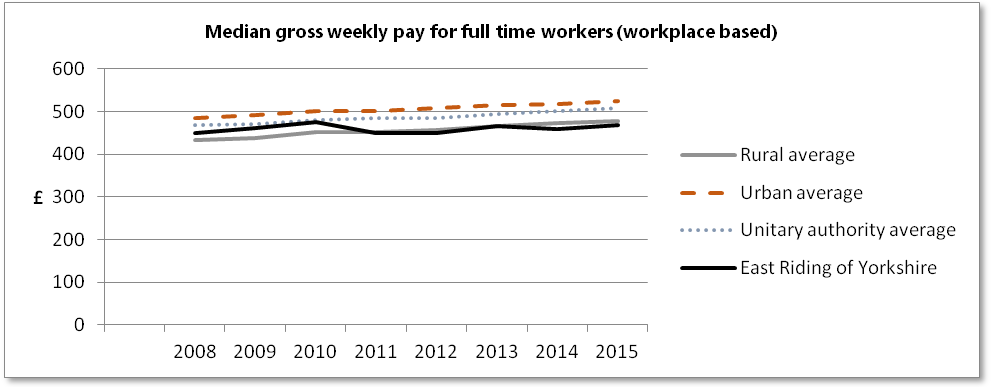 Median gross weekly pay for full time workers (workplace based)
600
500
400
£ 300
200
100
0
2008 2009 2010 2011 2012 2013 2014 2015
Rural average
Urban average
Unitary authority average
East Riding of Yorkshire